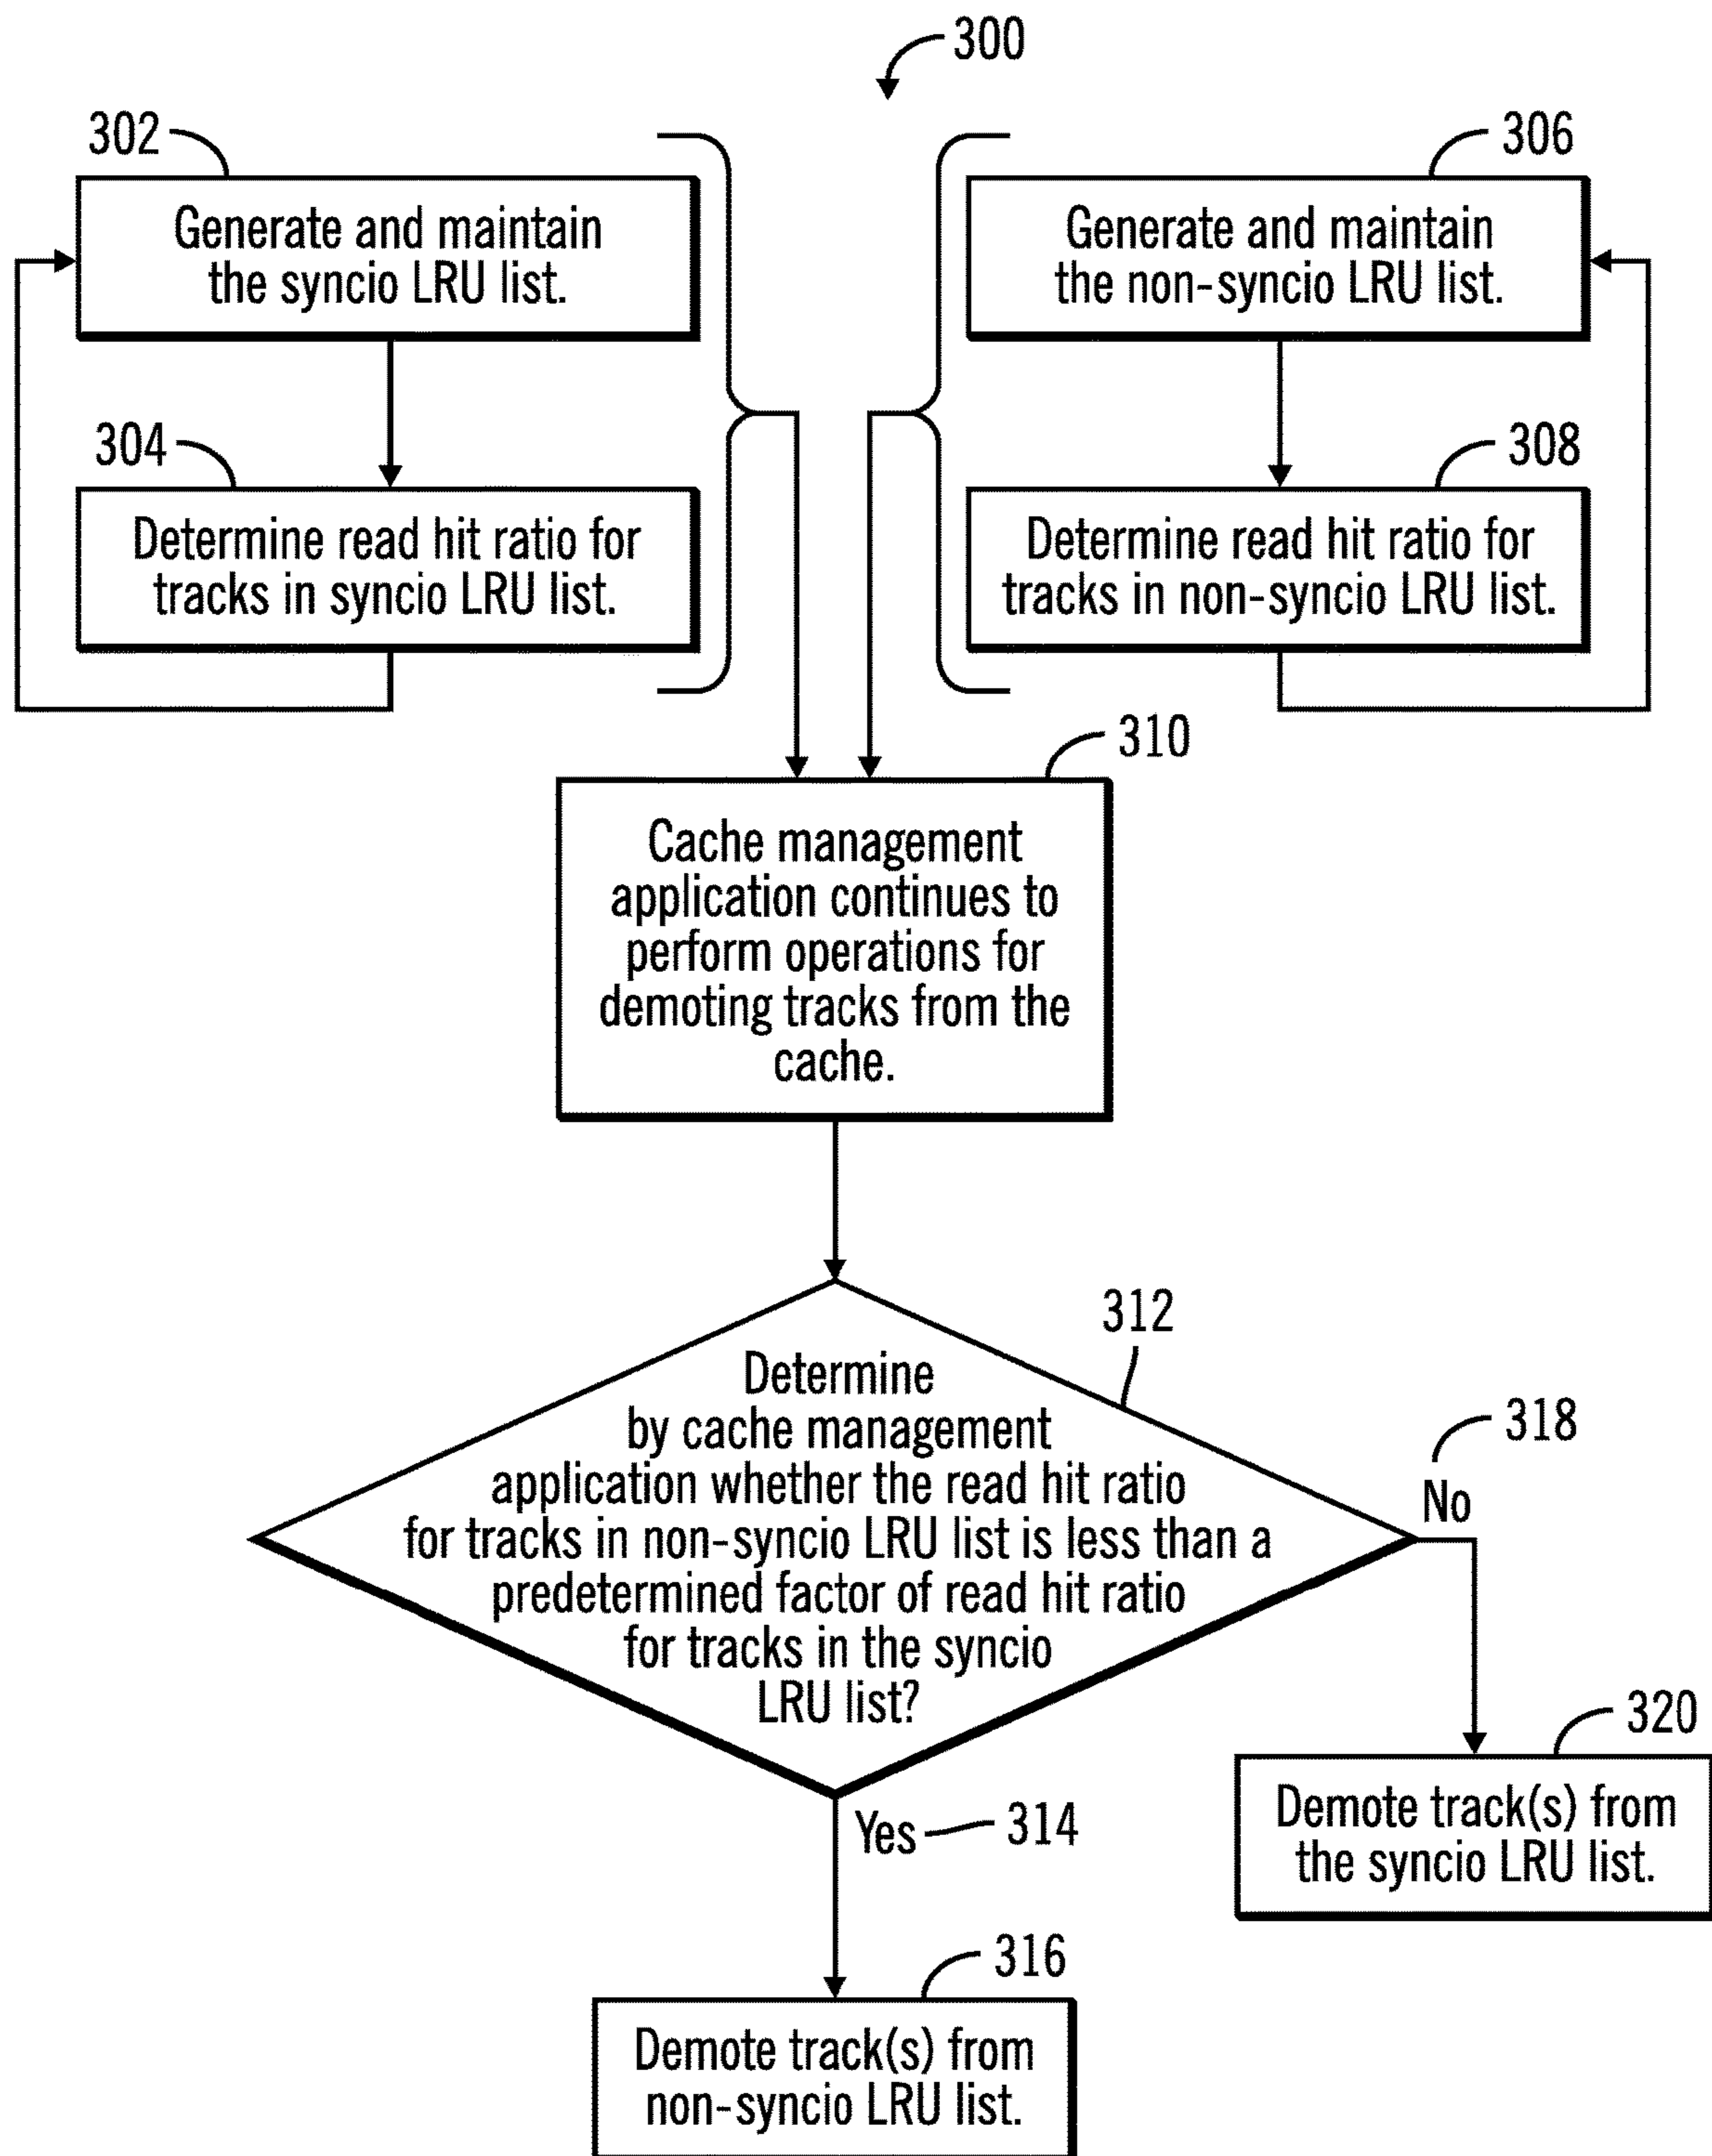 300
302
Generate and maintain
the syncio LRU list.
306
Generate and maintain
the non-syncio LRU list.
304
Determine read hit ratio for
tracks in syncio LRU list.
308
Determine read hit ratio for
tracks in non-syncio LRU list.
310
Cache management
application continues to
perform operations for
demoting tracks from the
cache.
312
Determine
by cache management
application whether the read hit ratio
for tracks in non-syncio LRU list is less than a
predetermined factor of read hit ratio
for tracks in the syncio
LRU list?
318
No
320
Demote track(s) from
the syncio LRU list.
Yes
314
316
Demote track(s) from
non-syncio LRU list.